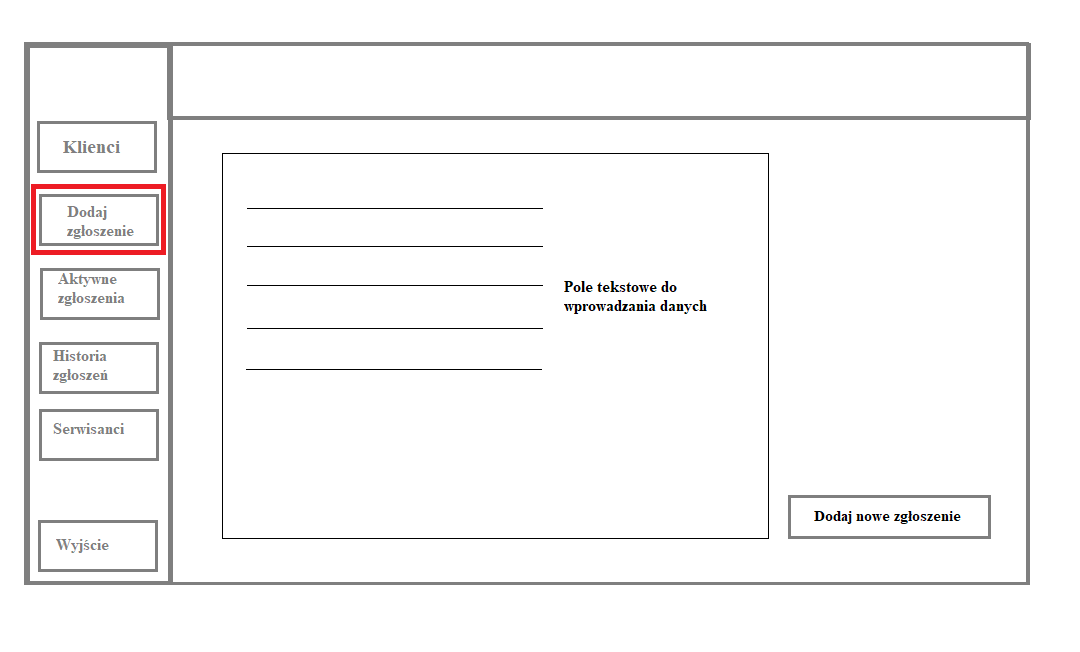 Klienci
Dodaj
zgłoszenie
Aktywne
zgłoszenia
Historia
zgłoszeń
Serwisanci
Wyjście
Pole tekstowe do
wprowadzania danych
Dodaj nowe zgłoszenie